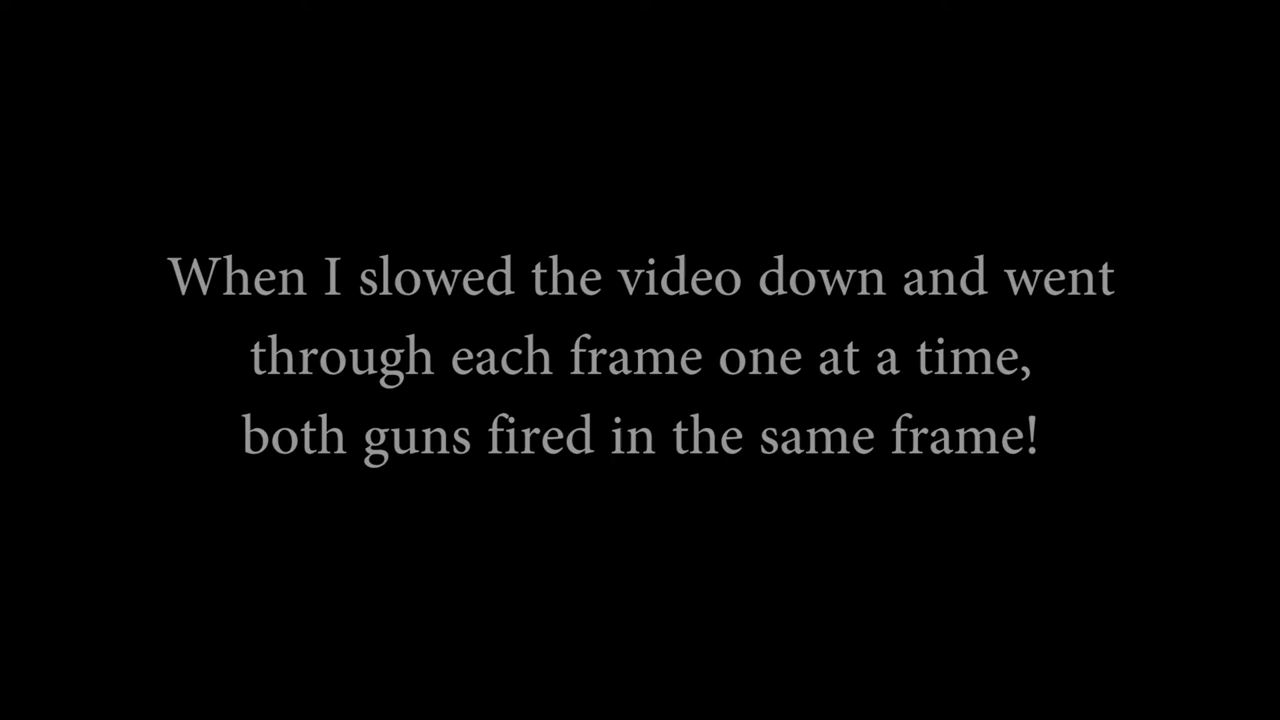 When I slowed the video down and went
through each frame one at a time,
both guns fired in the same frame!